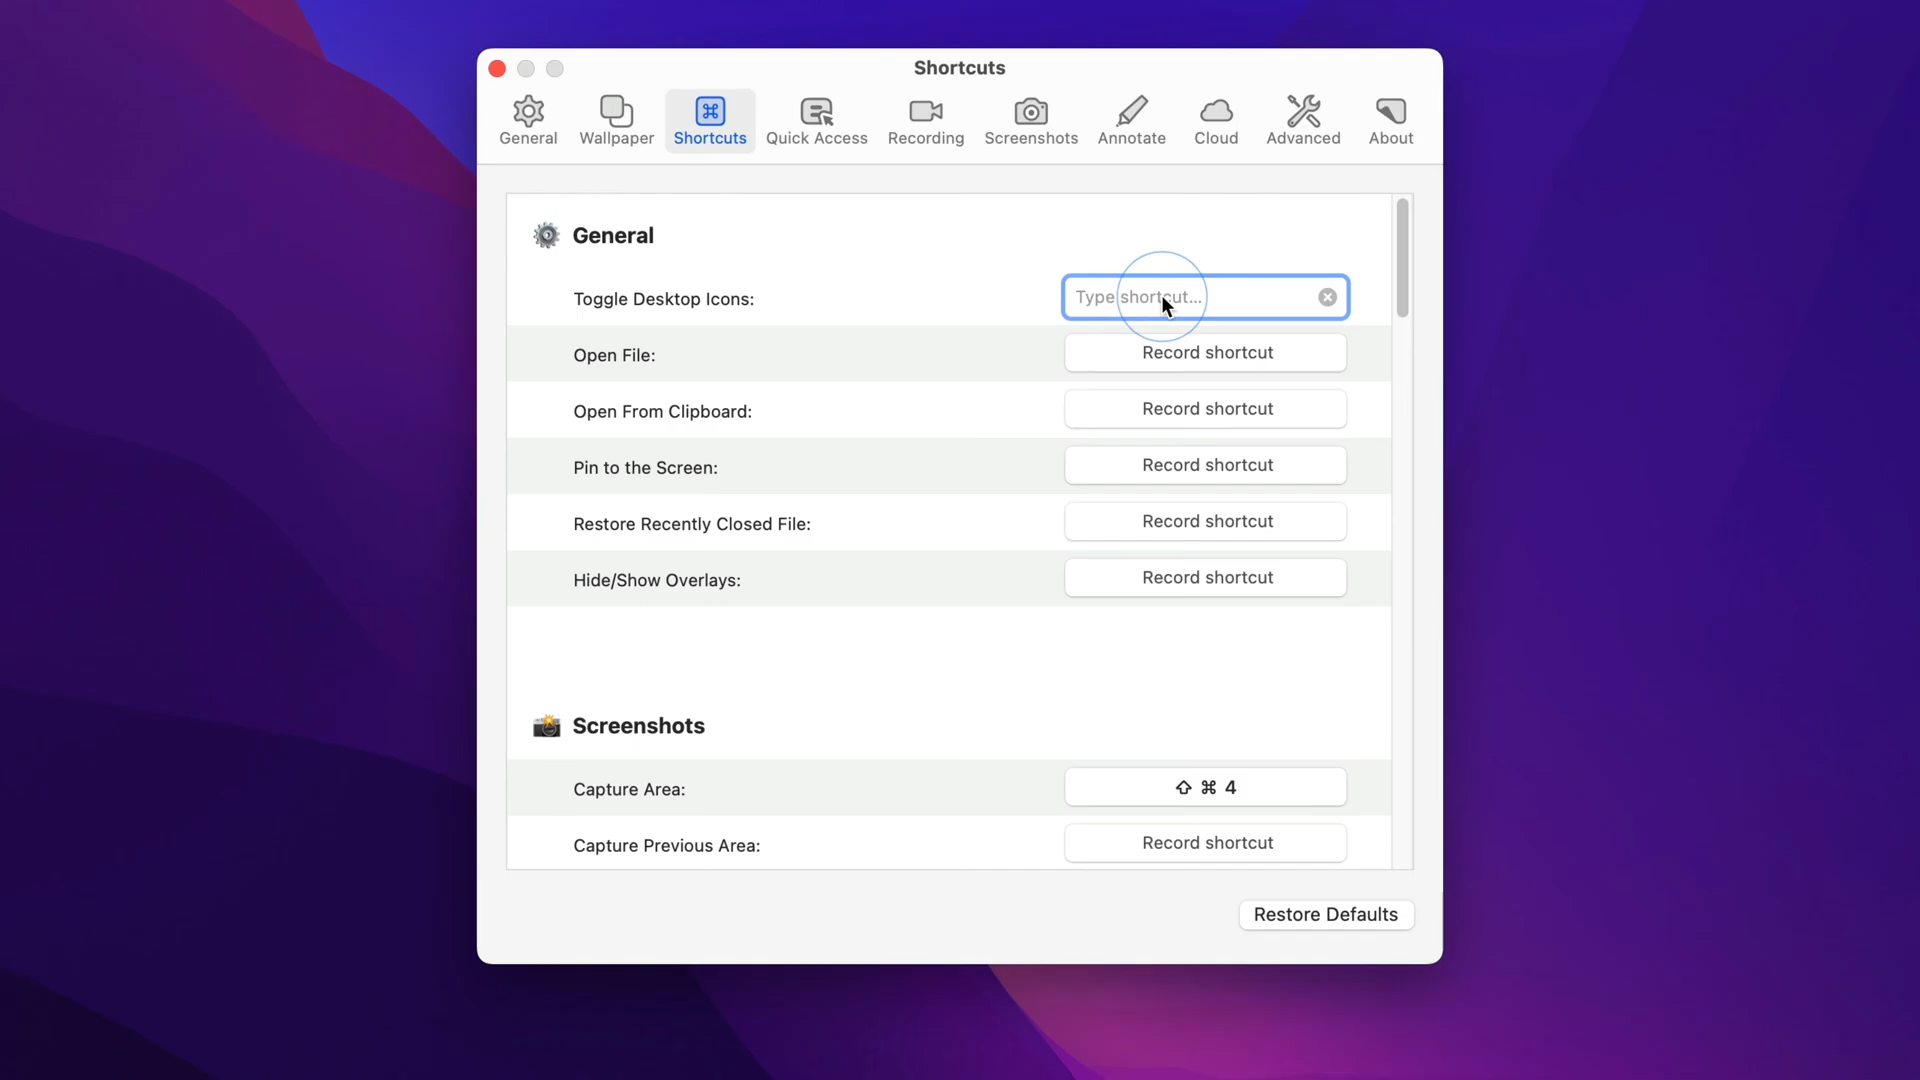 Shortcuts
General Wallpaper Shortcuts Quick Access Recording Screenshots Annotate Cloud Advanced About
General
Toggle Desktop Icons: Type shortcut...
Open File: Record shortcut
Open From Clipboard: Record shortcut
Pin to the Screen: Record shortcut
Restore Recently Closed File: Record shortcut
Hide/Show Overlays: Record shortcut
Screenshots
Capture Area: ⇧ ⌘ 4
Capture Previous Area: Record shortcut
Restore Defaults